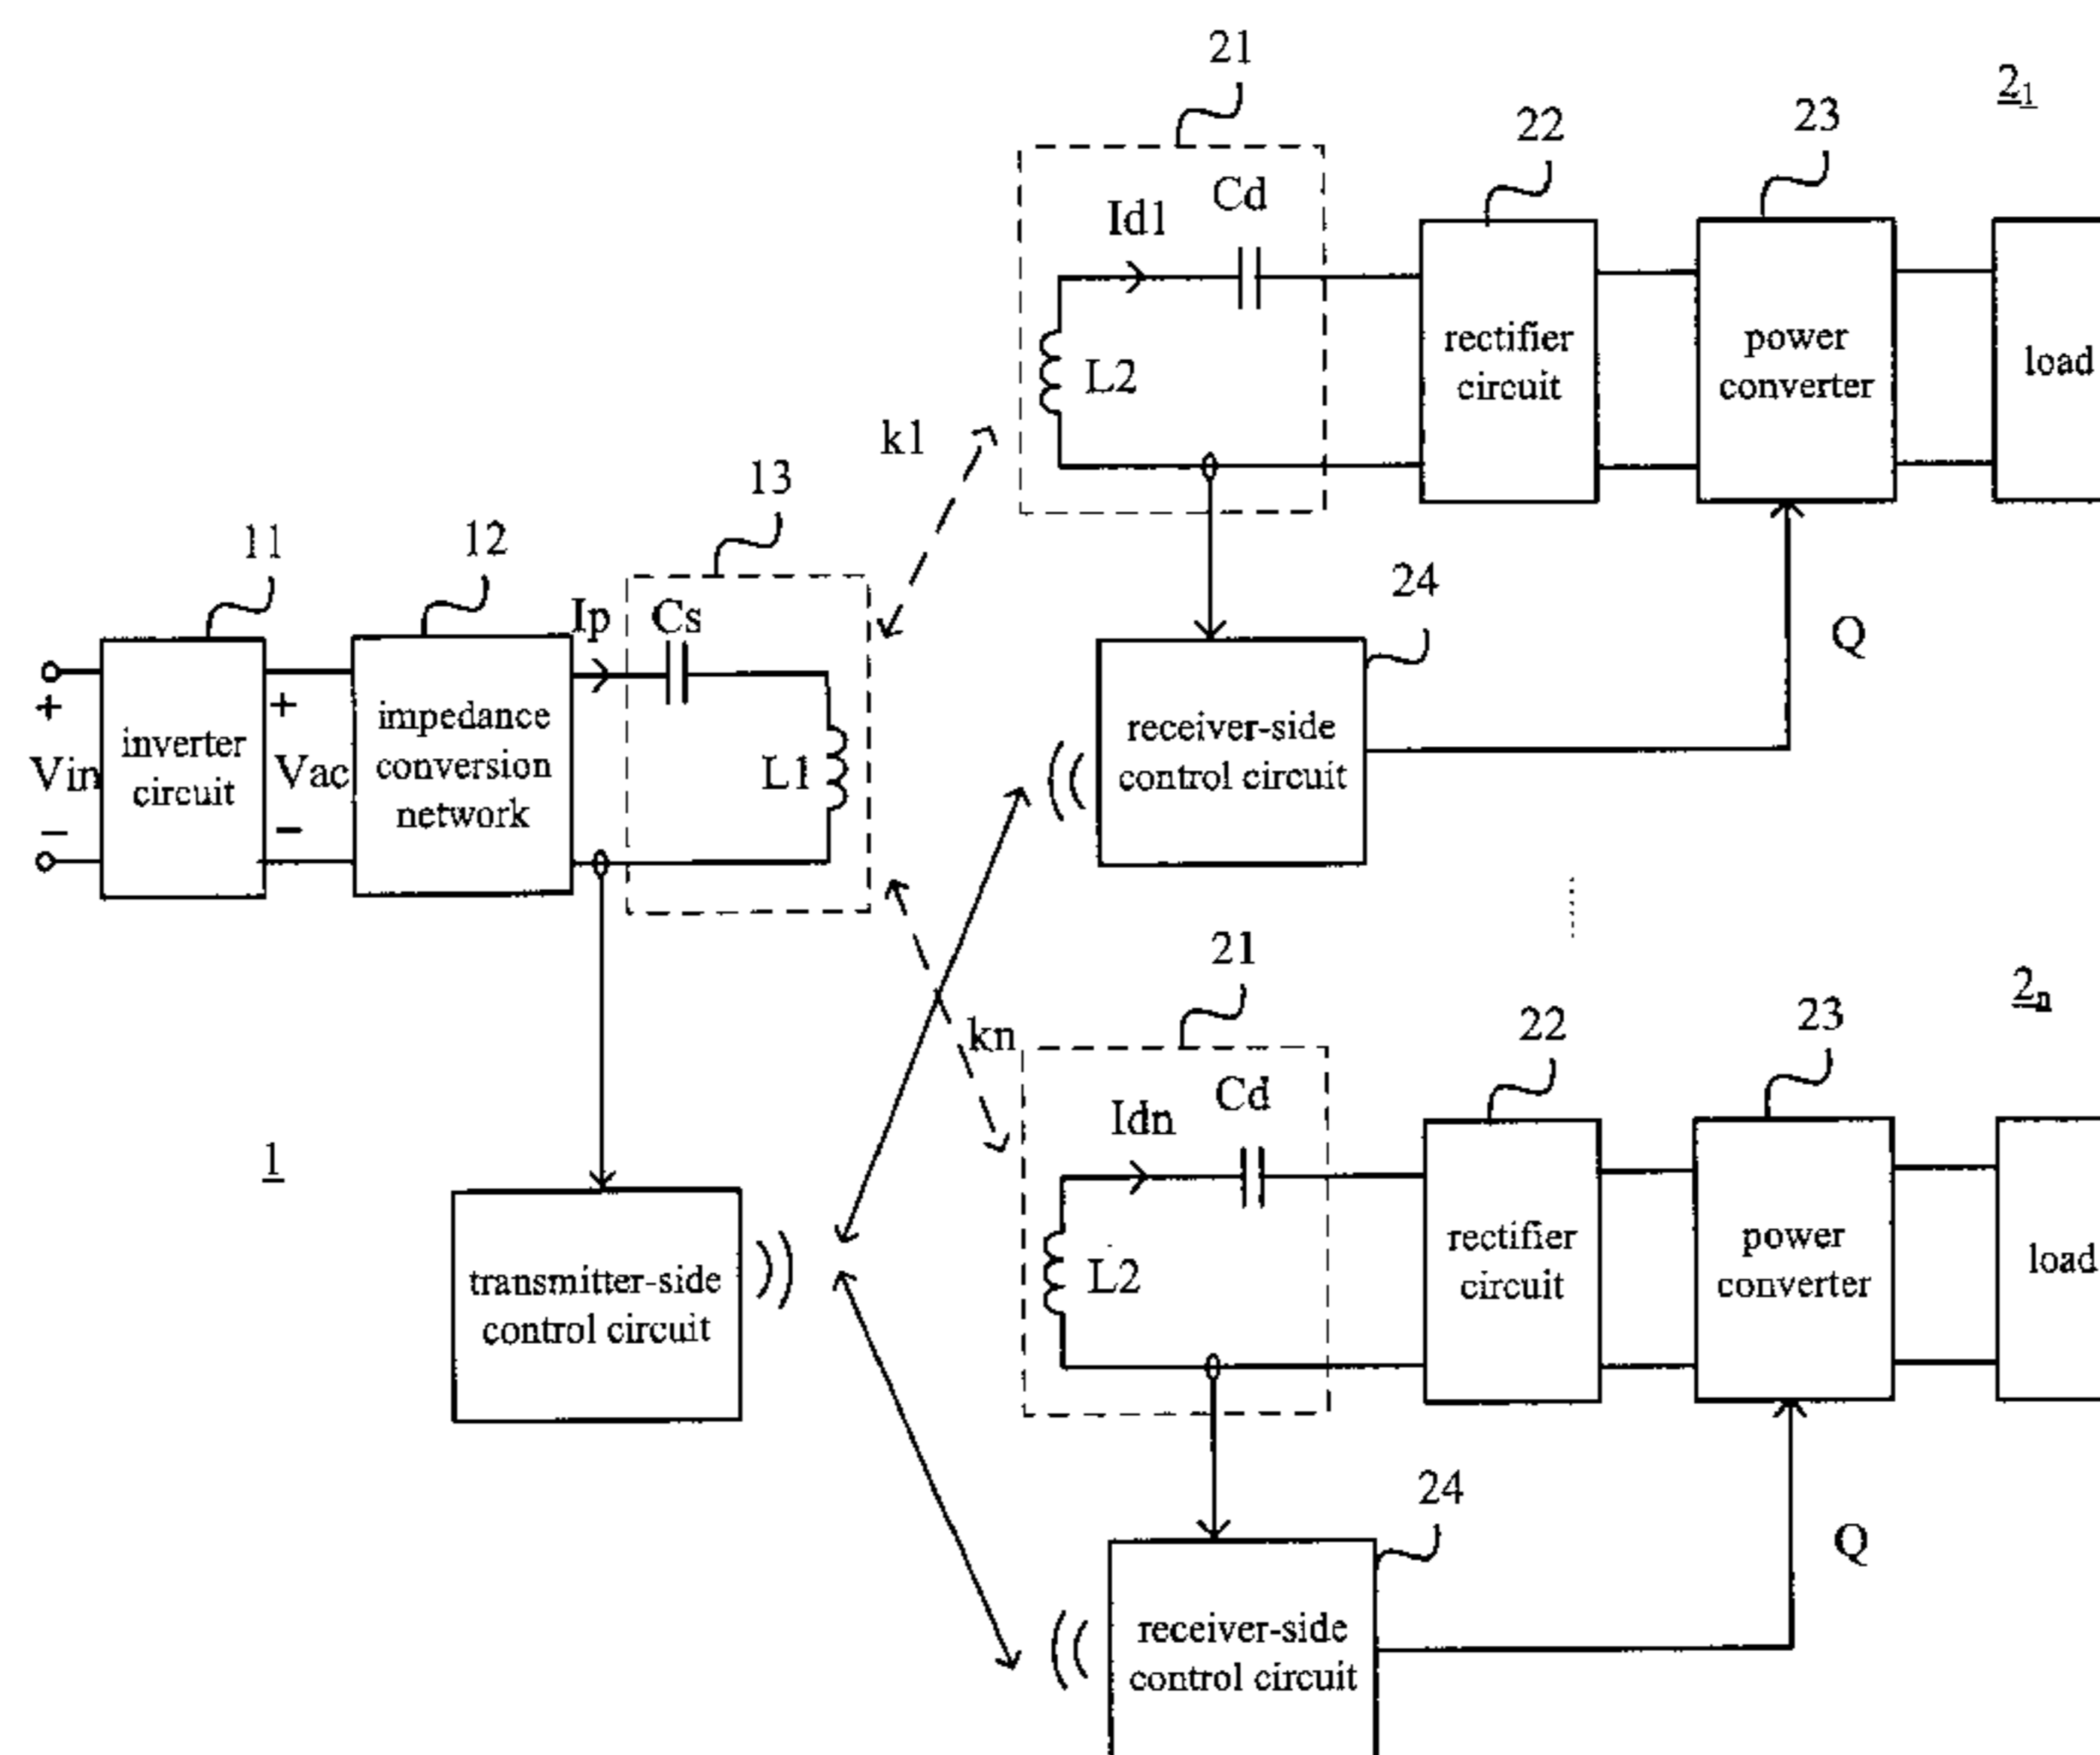 21
2₁
22
23
Cd
Id1
rectifier
circuit
power
converter
load
L2
k1
13
11
12
24
Ip
Cs
Q
+
+
inverter
circuit
impedance
conversion
network
Vin
Vac
L1
receiver-side
control circuit
−
−
21
2ₙ
22
23
kn
Cd
Idn
1
rectifier
circuit
power
converter
load
L2
transmitter-side
control circuit
24
Q
receiver-side
control circuit